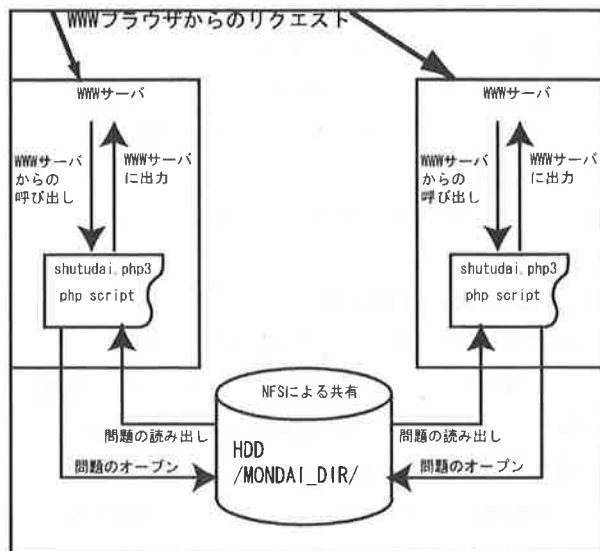 WWWブラウザからのリクエスト
WWWサーバ
WWWサーバ
からの
呼び出し
WWWサーバ
に出力
shutudai.php3
php script
WWWサーバ
WWWサーバ
からの
呼び出し
WWWサーバ
に出力
shutudai.php3
php script
NFSによる共有
HDD
/MONDAI_DIR/
問題の読み出し
問題のオープン
問題の読み出し
問題のオープン